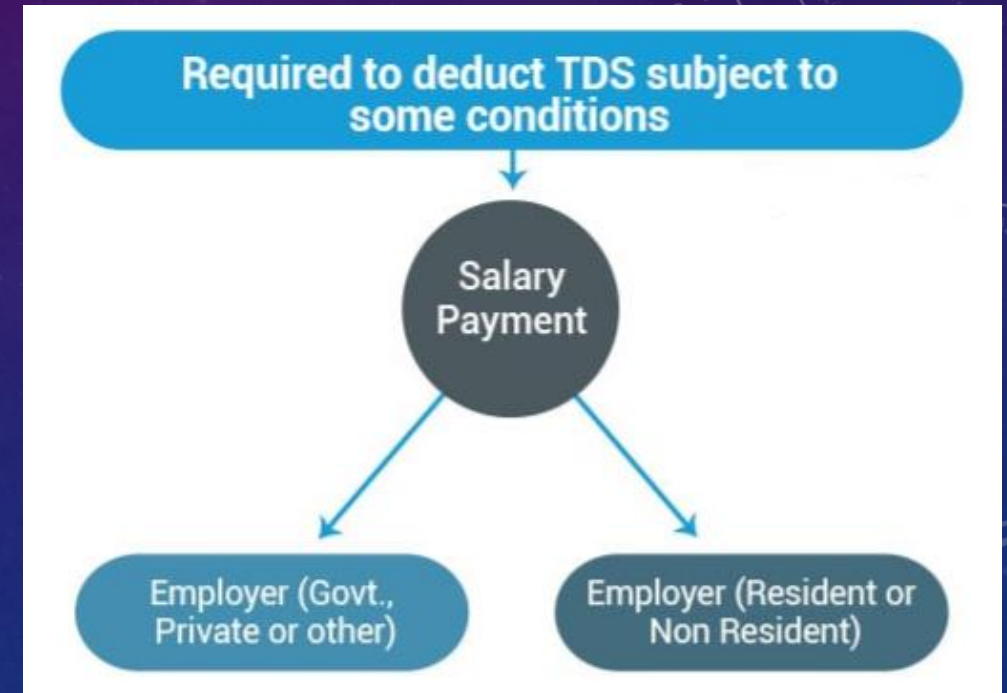 Required to deduct TDS subject to
some conditions
Salary
Payment
Employer (Govt.,
Private or other)
Employer (Resident or
Non Resident)